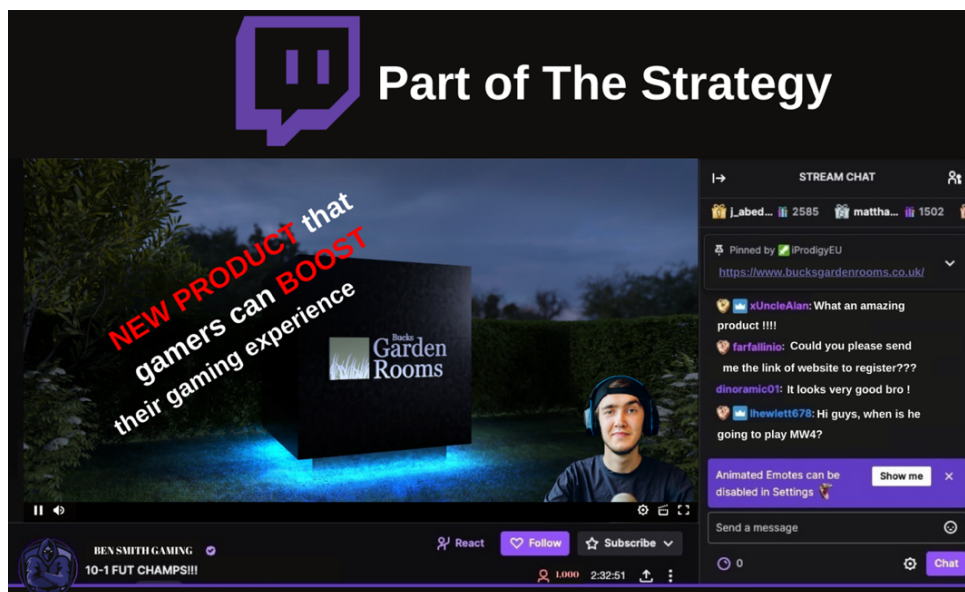 Part of The Strategy
NEW PRODUCT that
gamers can BOOST
their gaming experience
Bucks
Garden
Rooms
BEN SMITH GAMING
10-1 FUT CHAMPS!!!
React
Follow
Subscribe
1,000 2:32:51
STREAM CHAT
j_abed... 2585 mattha... 1502
Pinned by iProdigyEU
https://www.bucksgardenrooms.co.uk/
xUncleAlan: What an amazing
product !!!!
farfallinio: Could you please send
me the link of website to register???
dinoramic01: It looks very good bro !
lhewlett678: Hi guys, when is he
going to play MW4?
Animated Emotes can be
disabled in Settings
Show me
Send a message
0
Chat